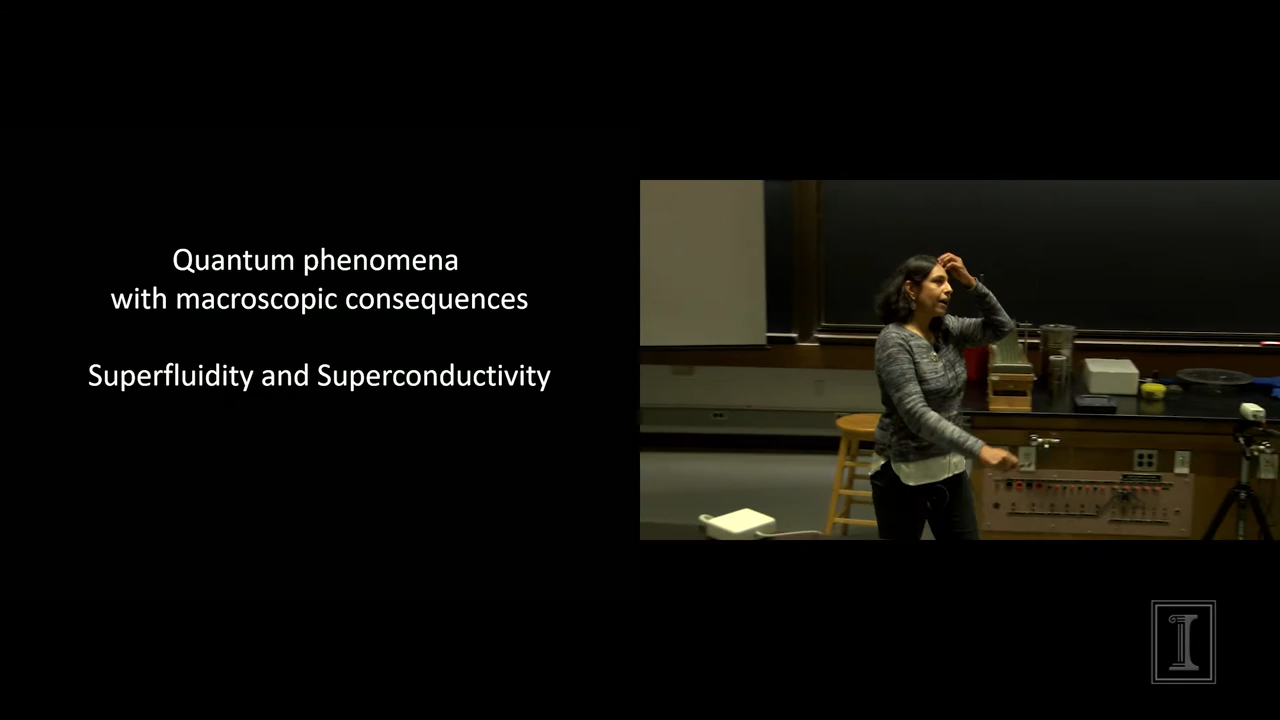 Quantum phenomena
with macroscopic consequences
Superfluidity and Superconductivity
I